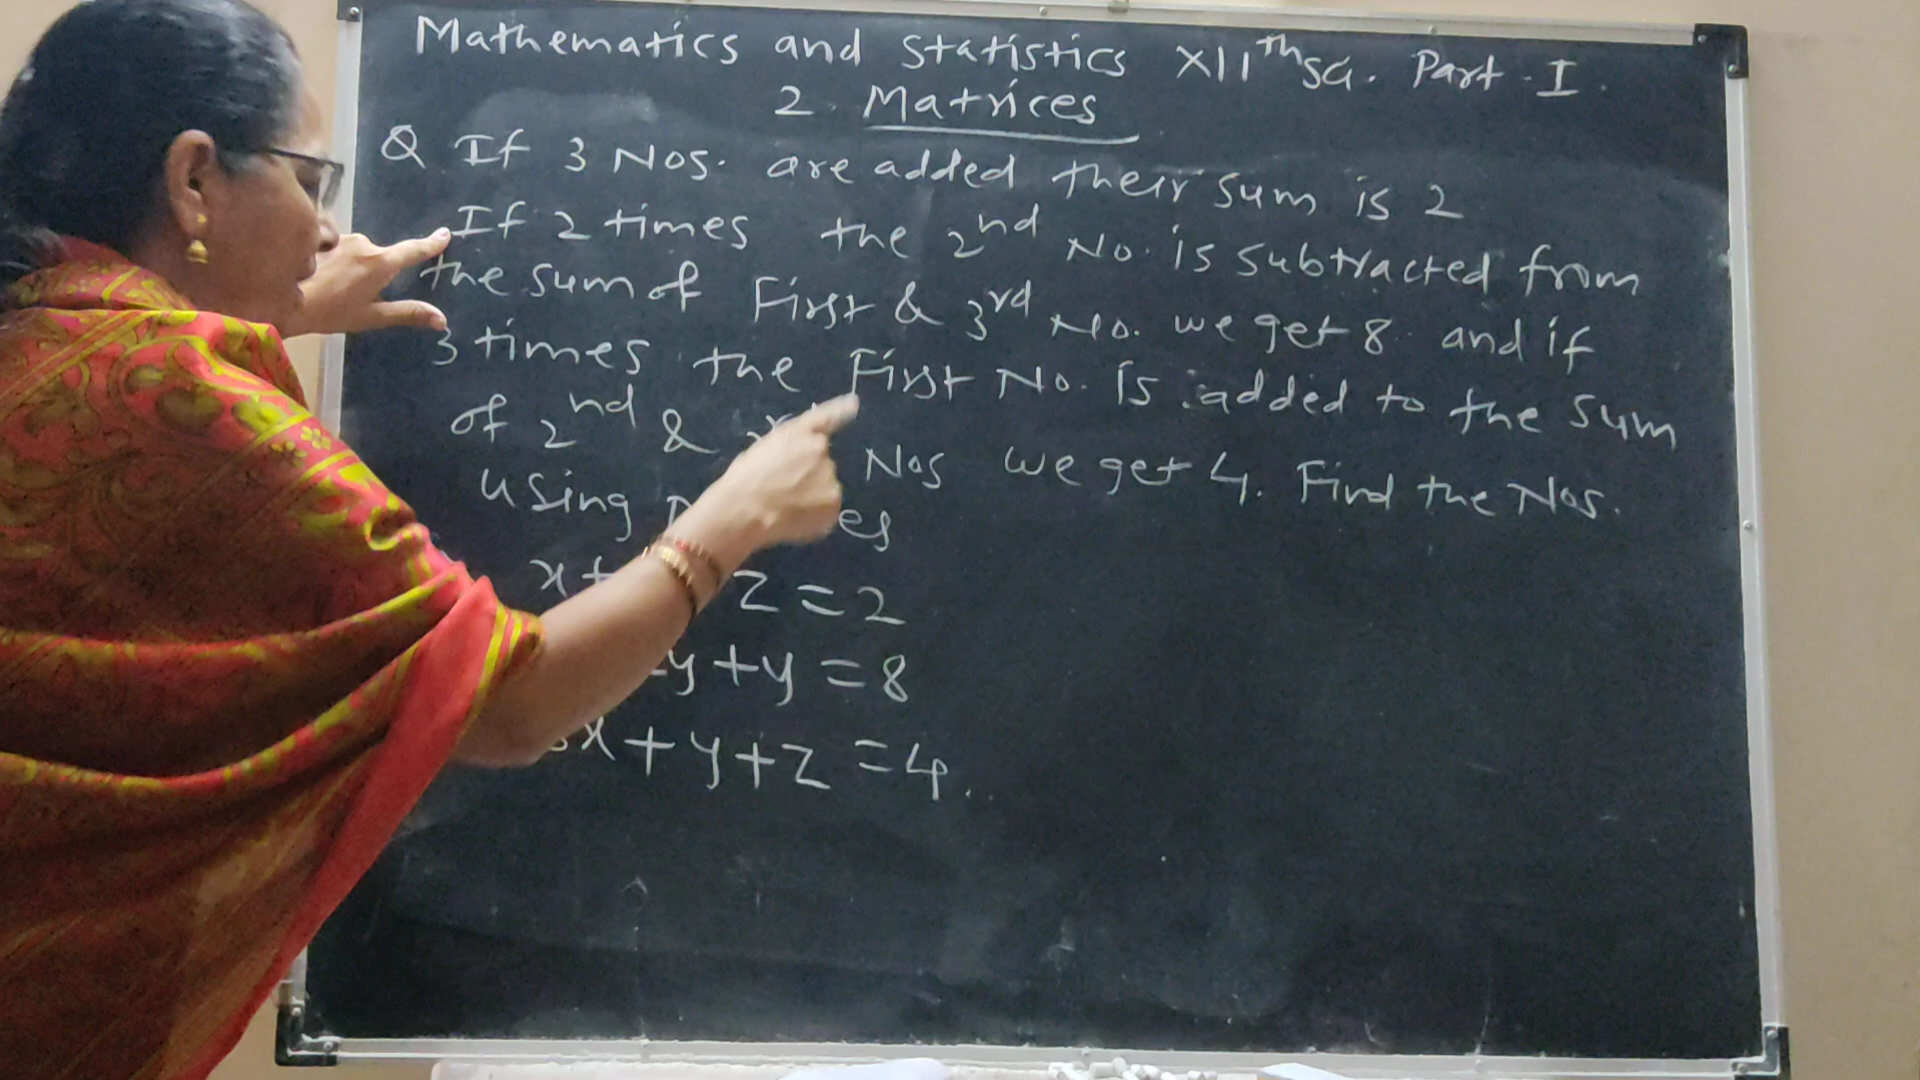 Mathematics and Statistics XIIth Sci. Part-I.
2. Matrices
Q If 3 Nos. are added their sum is 2
If 2 times the 2nd No. is subtracted from
the sum of First & 3rd No. we get 8 and if
3 times the First No. is added to the sum
of 2nd & Nos we get 4. Find the Nos.
using
x+ z=2
y+y=8
x+y+z=4.